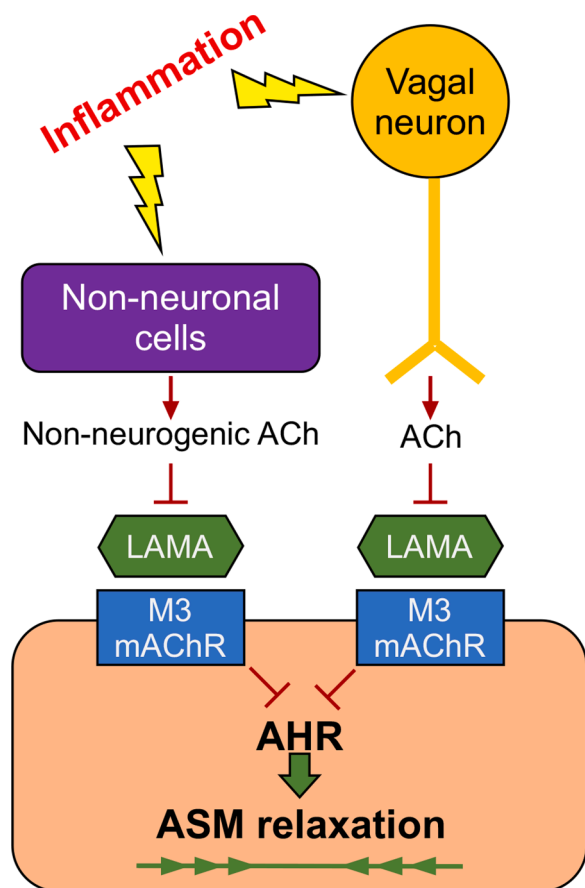 Inflammation
Vagal
neuron
Non-neuronal
cells
Non-neurogenic ACh
ACh
LAMA
LAMA
M3
mAChR
M3
mAChR
AHR
ASM relaxation